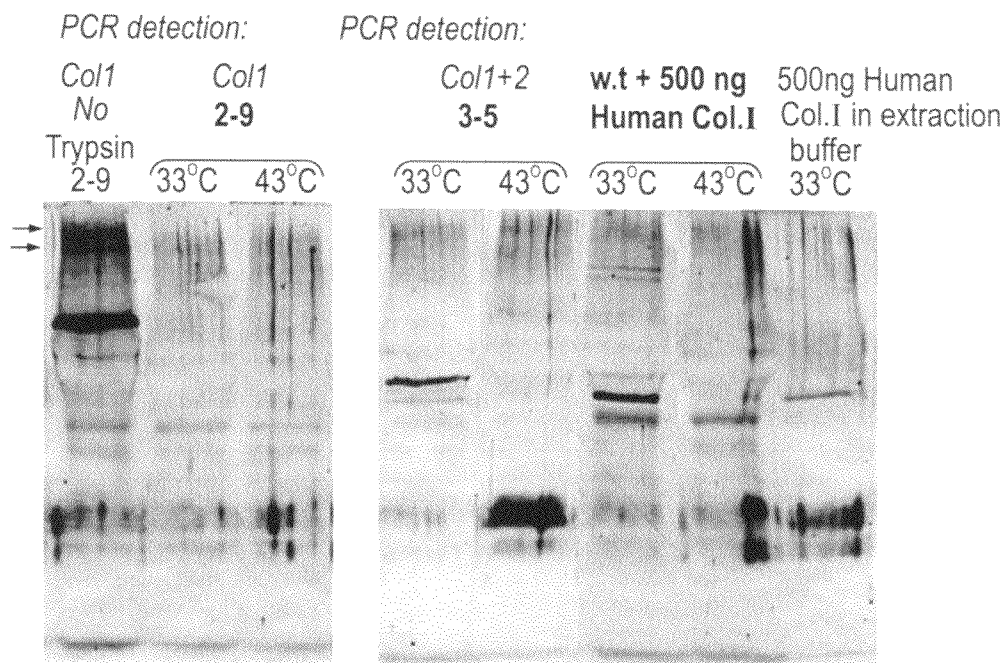 PCR detection:
Col1
No
Trypsin
2-9
Col1
2-9
33°C 43°C
PCR detection:
Col1+2
3-5
33°C 43°C
w.t + 500 ng
Human Col.I
33°C 43°C
500ng Human
Col.I in extraction
buffer
33°C